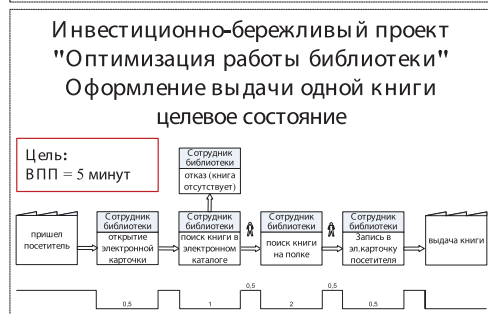 Инвестиционно-бережливый проект
"Оптимизация работы библиотеки"
Оформление выдачи одной книги
целевое состояние
Цель:
ВПП = 5 минут
Сотрудник
библиотеки
отказ (книга
отсутствует)
пришел
посетитель
Сотрудник
библиотеки
открытие
электронной
карточки
Сотрудник
библиотеки
поиск книги в
электронном
каталоге
Сотрудник
библиотеки
поиск книги
на полке
Сотрудник
библиотеки
Запись в
эл.карточку
посетителя
выдача книги
0,5
1
0,5
2
0,5
0,5